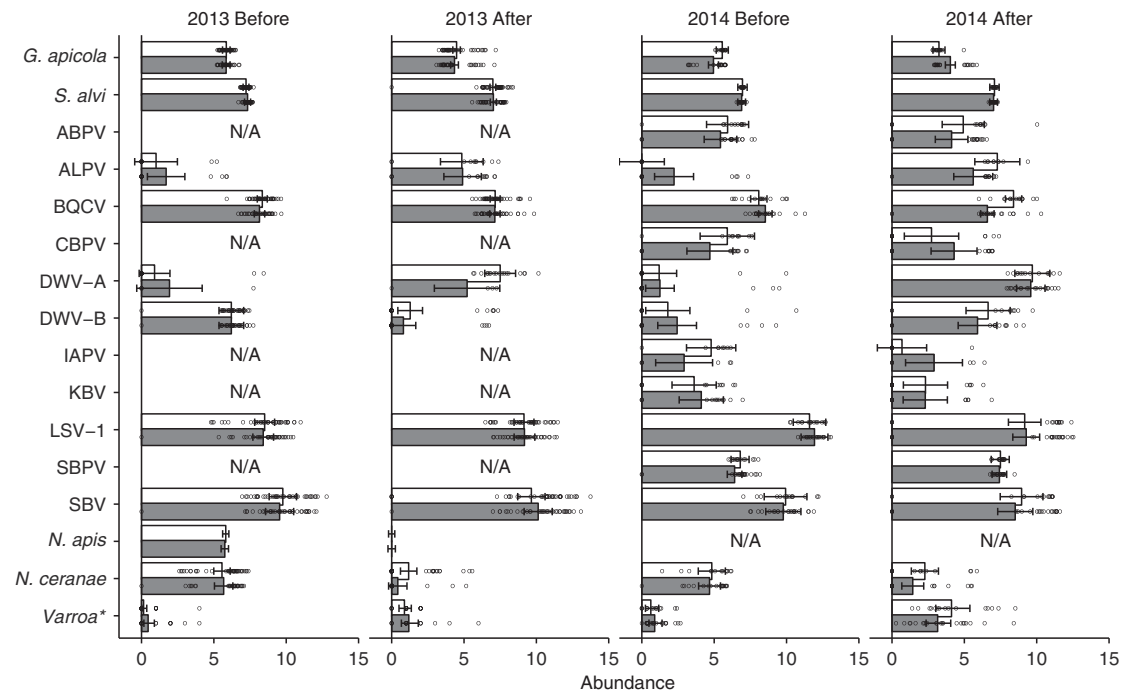 2013 Before 2013 After 2014 Before 2014 After
G. apicola
S. alvi
ABPV N/A N/A
ALPV
BQCV
CBPV N/A N/A
DWV−A
DWV−B
IAPV N/A N/A
KBV N/A N/A
LSV−1
SBPV N/A N/A
SBV
N. apis N/A N/A
N. ceranae
Varroa*
0 5 10 15 0 5 10 15 0 5 10 15 0 5 10 15
Abundance